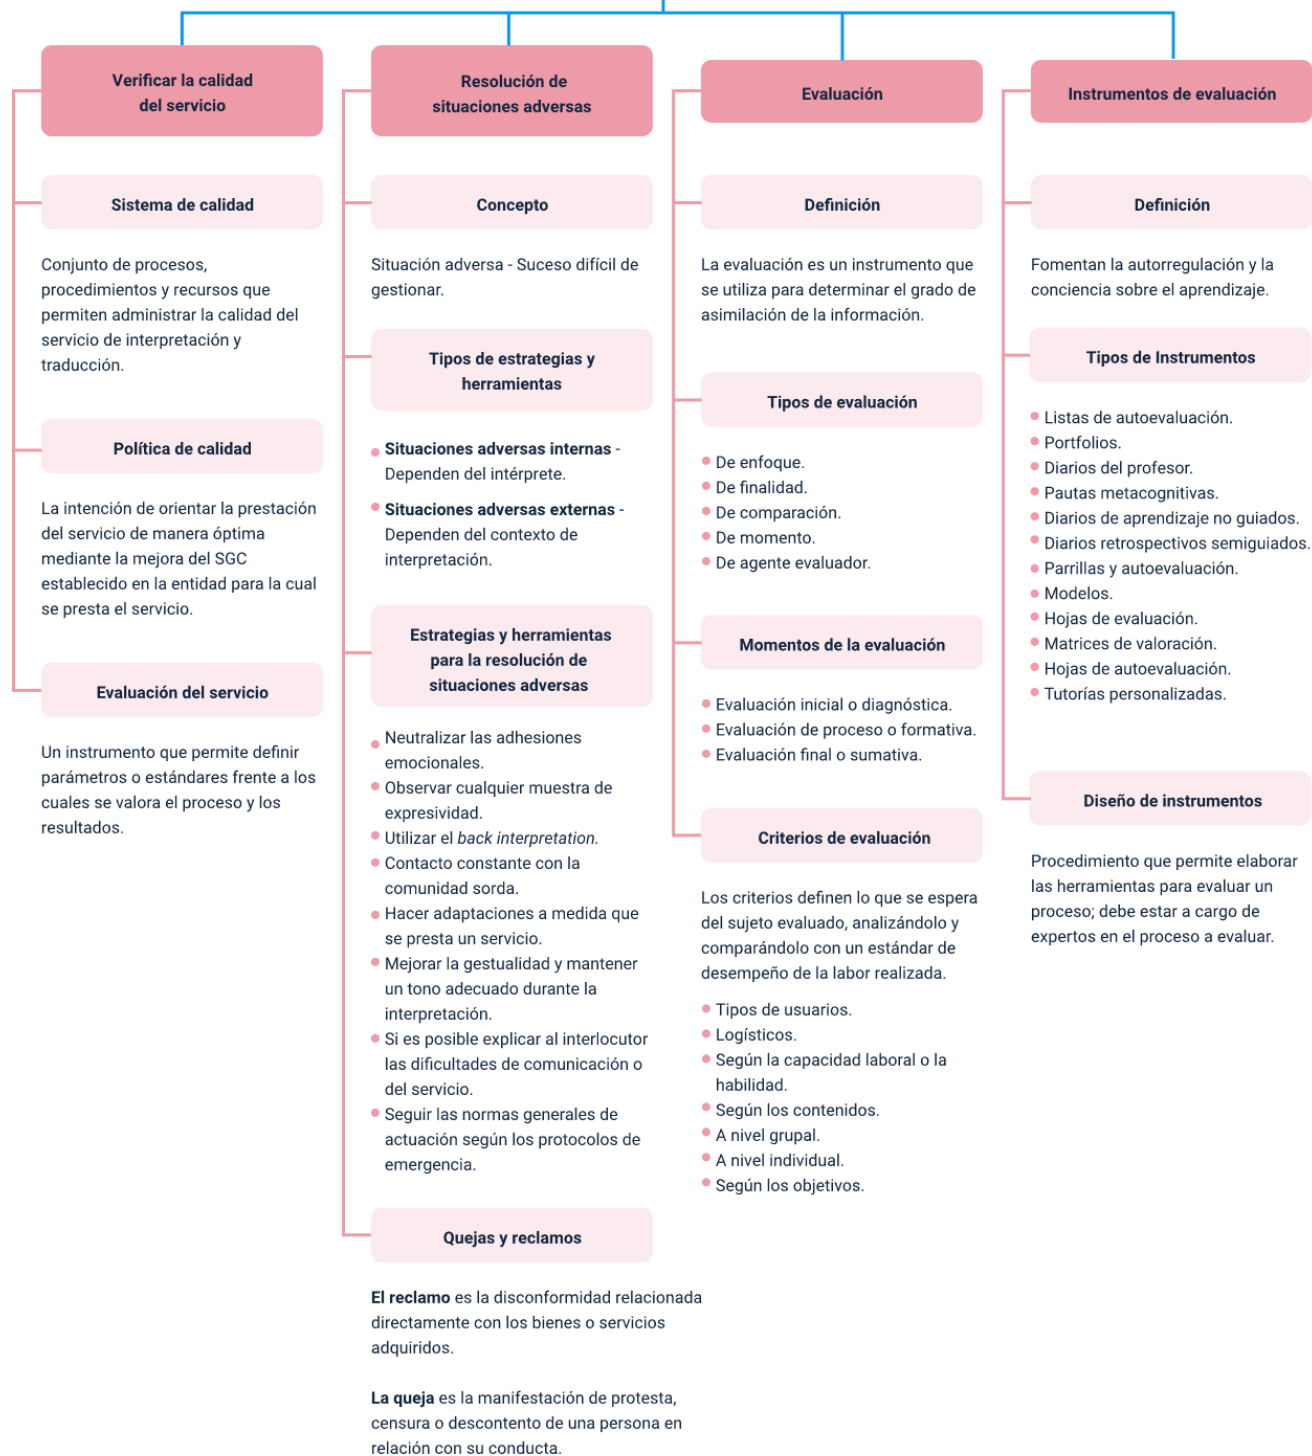 Verificar la calidad
del servicio
Sistema de calidad
Conjunto de procesos,
procedimientos y recursos que
permiten administrar la calidad del
servicio de interpretación y
traducción.
Política de calidad
La intención de orientar la prestación
del servicio de manera óptima
mediante la mejora del SGC
establecido en la entidad para la cual
se presta el servicio.
Evaluación del servicio
Un instrumento que permite definir
parámetros o estándares frente a los
cuales se valora el proceso y los
resultados.
Resolución de
situaciones adversas
Concepto
Situación adversa - Suceso difícil de
gestionar.
Tipos de estrategias y
herramientas
Situaciones adversas internas -
Dependen del intérprete.
Situaciones adversas externas -
Dependen del contexto de
interpretación.
Estrategias y herramientas
para la resolución de
situaciones adversas
Neutralizar las adhesiones
emocionales.
Observar cualquier muestra de
expresividad.
Utilizar el back interpretation.
Contacto constante con la
comunidad sorda.
Hacer adaptaciones a medida que
se presta un servicio.
Mejorar la gestualidad y mantener
un tono adecuado durante la
interpretación.
Si es posible explicar al interlocutor
las dificultades de comunicación o
del servicio.
Seguir las normas generales de
actuación según los protocolos de
emergencia.
Quejas y reclamos
El reclamo es la disconformidad relacionada
directamente con los bienes o servicios
adquiridos.
La queja es la manifestación de protesta,
censura o descontento de una persona en
relación con su conducta.
Evaluación
Definición
La evaluación es un instrumento que
se utiliza para determinar el grado de
asimilación de la información.
Tipos de evaluación
De enfoque.
De finalidad.
De comparación.
De momento.
De agente evaluador.
Momentos de la evaluación
Evaluación inicial o diagnóstica.
Evaluación de proceso o formativa.
Evaluación final o sumativa.
Criterios de evaluación
Los criterios definen lo que se espera
del sujeto evaluado, analizándolo y
comparándolo con un estándar de
desempeño de la labor realizada.
Tipos de usuarios.
Logísticos.
Según la capacidad laboral o la
habilidad.
Según los contenidos.
A nivel grupal.
A nivel individual.
Según los objetivos.
Instrumentos de evaluación
Definición
Fomentan la autorregulación y la
conciencia sobre el aprendizaje.
Tipos de Instrumentos
Listas de autoevaluación.
Portfolios.
Diarios del profesor.
Pautas metacognitivas.
Diarios de aprendizaje no guiados.
Diarios retrospectivos semiguiados.
Parrillas y autoevaluación.
Modelos.
Hojas de evaluación.
Matrices de valoración.
Hojas de autoevaluación.
Tutorías personalizadas.
Diseño de instrumentos
Procedimiento que permite elaborar
las herramientas para evaluar un
proceso; debe estar a cargo de
expertos en el proceso a evaluar.